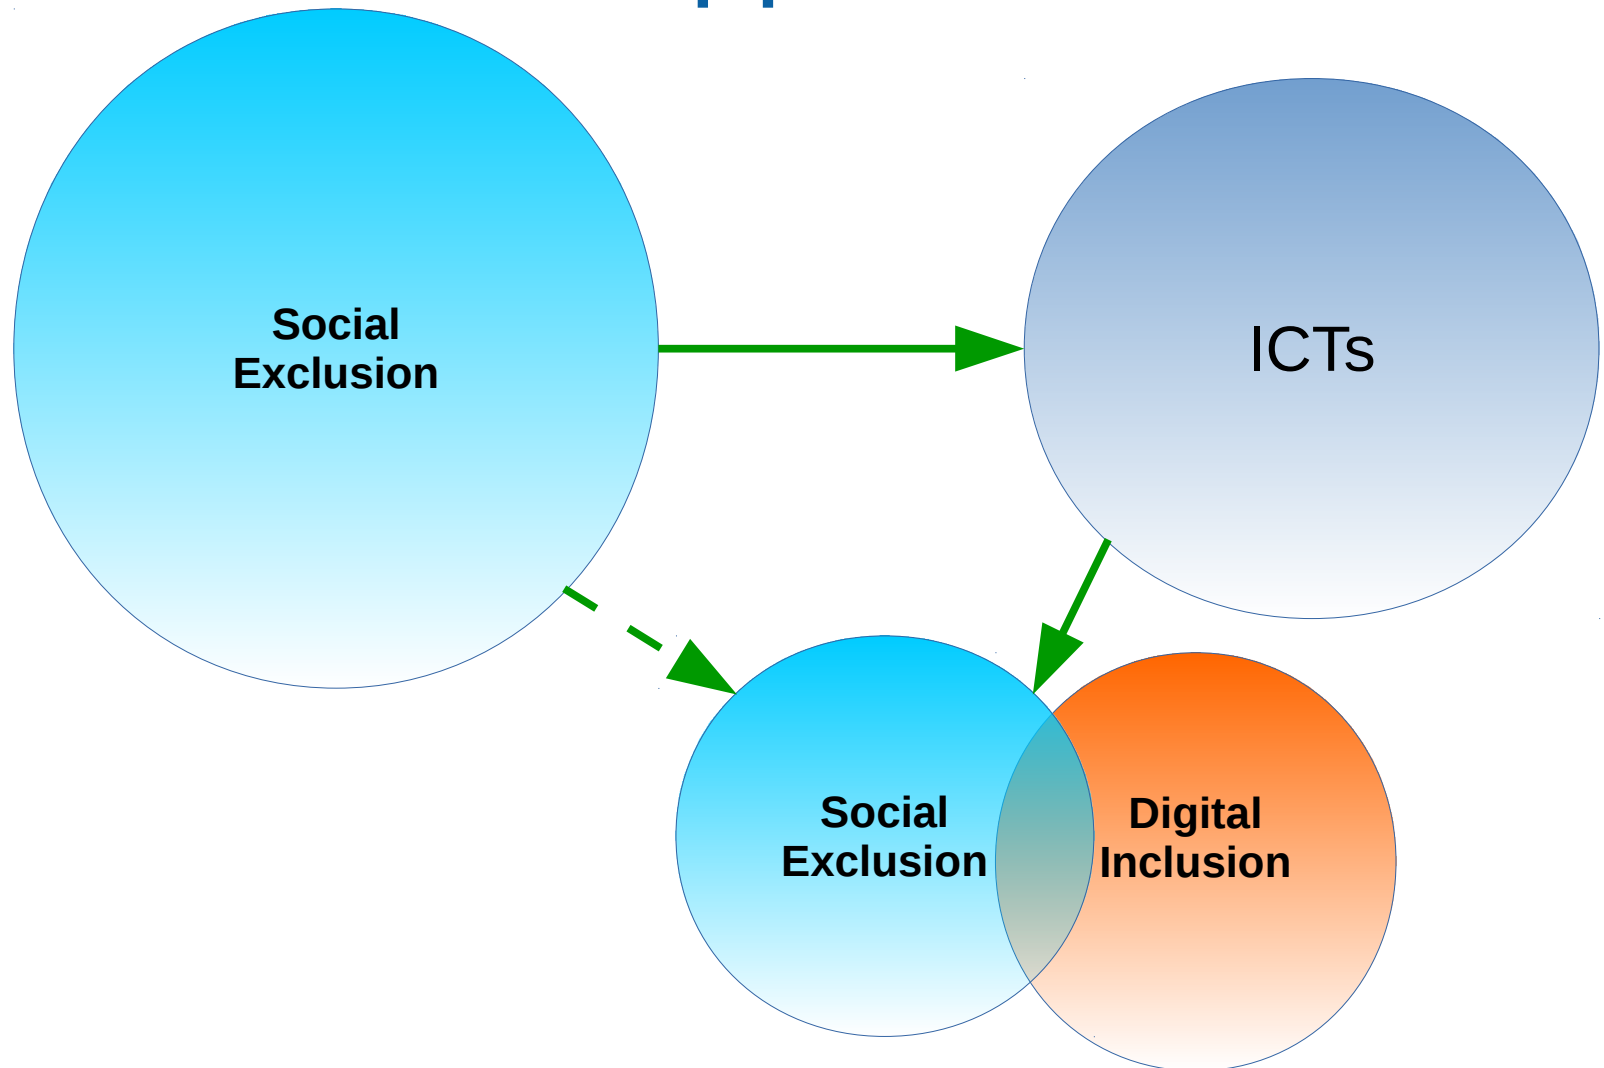 Social
Exclusion
ICTs
Social
Exclusion
Digital
Inclusion